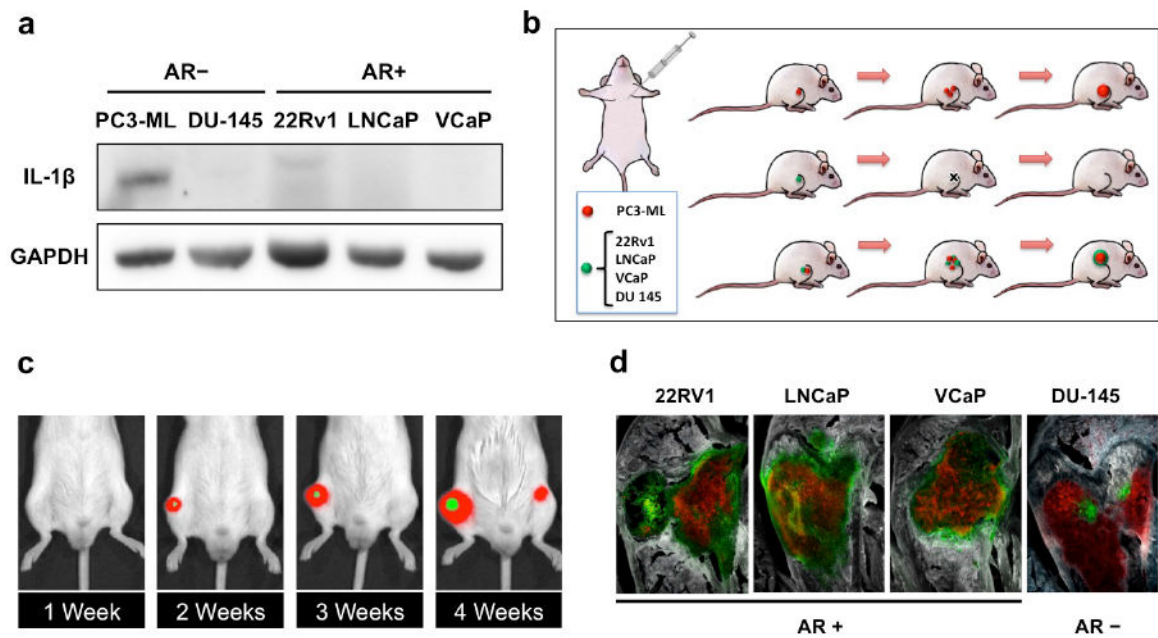 a
AR− AR+
PC3-ML DU-145 22Rv1 LNCaP VCaP
IL-1β
GAPDH
b
PC3-ML
22Rv1
LNCaP
VCaP
DU 145
x
c
1 Week 2 Weeks 3 Weeks 4 Weeks
d
22RV1 LNCaP VCaP DU-145
AR + AR −